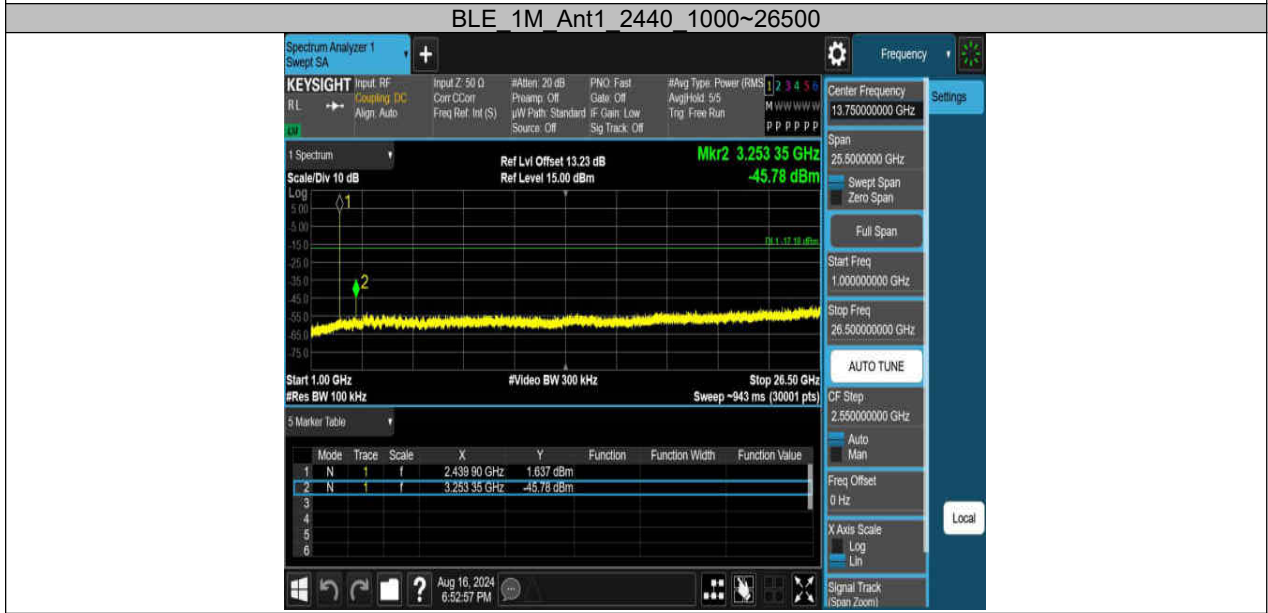 BLE_1M_Ant1_2440_1000~26500
Spectrum Analyzer 1
Swept SA
+
Frequency
KEYSIGHT
RL
Input: RF
Coupling: DC
Align: Auto
Input Z: 50 Ω
Corr CCorr
Freq Ref: Int (S)
#Atten: 20 dB
Preamp: Off
µW Path: Standard
Source: Off
PNO: Fast
Gate: Off
IF Gain: Low
Sig Track: Off
#Avg Type: Power (RMS
Avg|Hold: 5/5
Trig: Free Run
1 2 3 4 5 6
M W W W W W
P P P P P P
1 Spectrum
Scale/Div 10 dB
Ref Lvl Offset 13.23 dB
Ref Level 15.00 dBm
Mkr2 3.253 35 GHz
-45.78 dBm
Log
5.00
-5.00
-15.0
-25.0
-35.0
-45.0
-55.0
-65.0
-75.0
1
2
DL1 -17.18 dBm
Start 1.00 GHz
#Res BW 100 kHz
#Video BW 300 kHz
Stop 26.50 GHz
Sweep ~943 ms (30001 pts)
5 Marker Table
Mode Trace Scale X Y Function Function Width Function Value
1 N 1 f 2.439 90 GHz 1.637 dBm
2 N 1 f 3.253 35 GHz -45.78 dBm
3
4
5
6
Aug 16, 2024
6:52:57 PM
Center Frequency
13.750000000 GHz
Settings
Span
25.5000000 GHz
Swept Span
Zero Span
Full Span
Start Freq
1.000000000 GHz
Stop Freq
26.500000000 GHz
AUTO TUNE
CF Step
2.550000000 GHz
Auto
Man
Freq Offset
0 Hz
X Axis Scale
Log
Lin
Signal Track
(Span Zoom)
Local
?